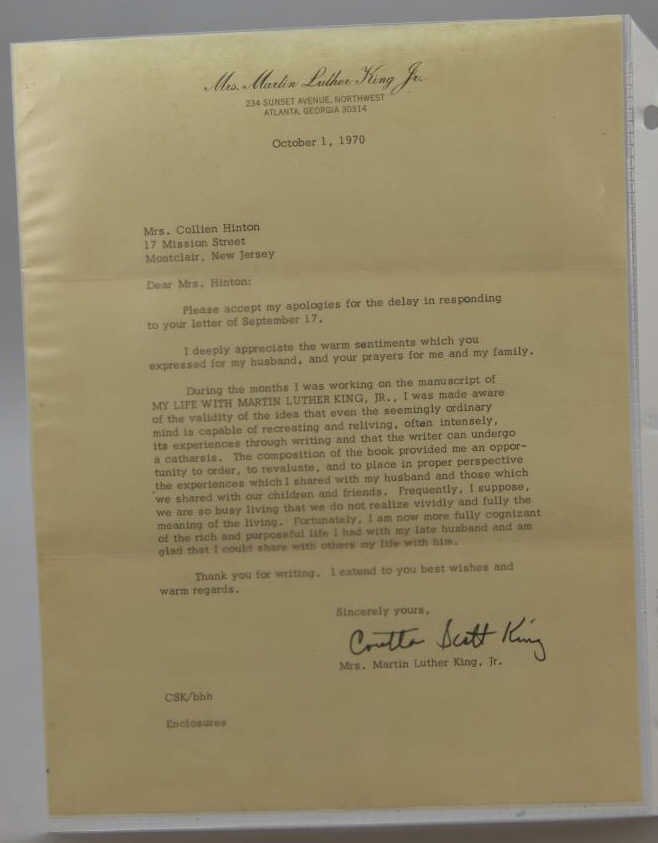 Mrs. Martin Luther King Jr.
234 SUNSET AVENUE, NORTHWEST
ATLANTA, GEORGIA 30314
October 1, 1970
Mrs. Collien Hinton
17 Mission Street
Montclair, New Jersey
Dear Mrs. Hinton:
Please accept my apologies for the delay in responding
to your letter of September 17.
I deeply appreciate the warm sentiments which you
expressed for my husband, and your prayers for me and my family.
During the months I was working on the manuscript of
MY LIFE WITH MARTIN LUTHER KING, JR., I was made aware
of the validity of the idea that even the seemingly ordinary
mind is capable of recreating and reliving, often intensely,
its experiences through writing and that the writer can undergo
a catharsis. The composition of the book provided me an oppor-
tunity to order, to revaluate, and to place in proper perspective
the experiences which I shared with my husband and those which
we shared with our children and friends. Frequently, I suppose,
we are so busy living that we do not realize vividly and fully the
meaning of the living. Fortunately, I am now more fully cognizant
of the rich and purposeful life I had with my late husband and am
glad that I could share with others my life with him.
Thank you for writing. I extend to you best wishes and
warm regards.
Sincerely yours,
Coretta Scott King
Mrs. Martin Luther King, Jr.
CSK/bhh
Enclosures